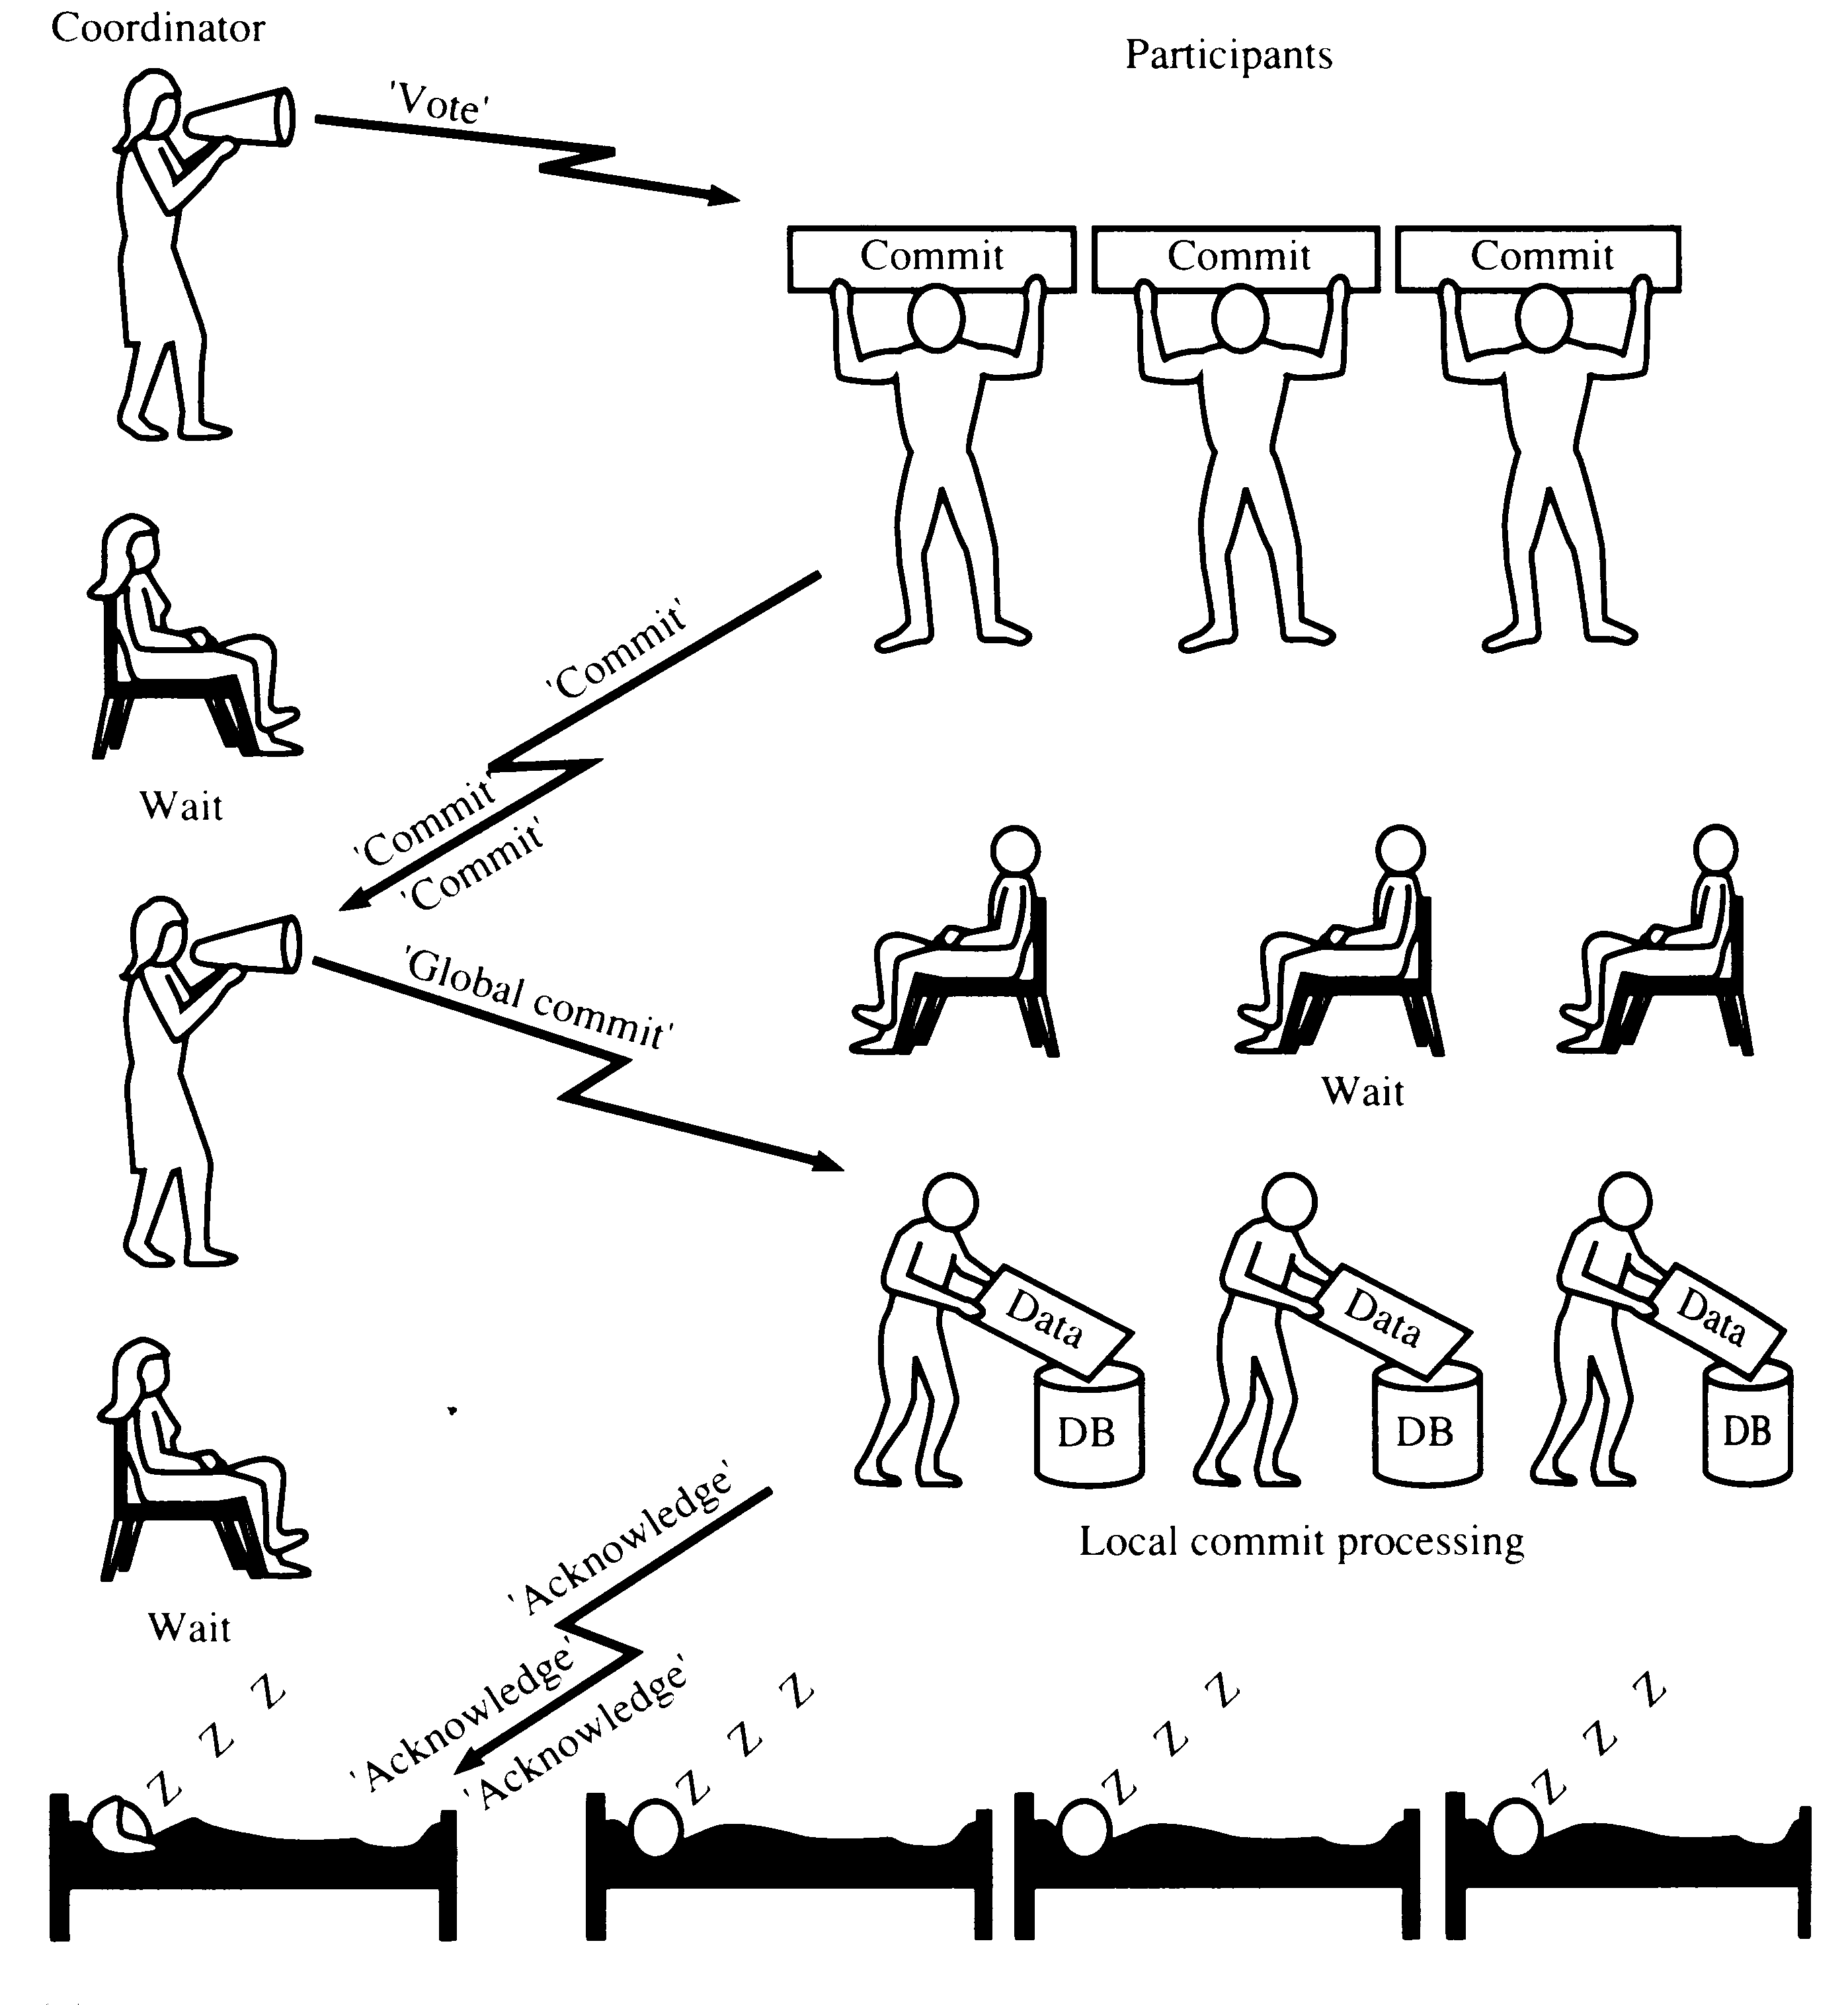 Coordinator
Participants
'Vote'
Commit
Commit
Commit
'Commit'
'Commit'
'Commit'
Wait
'Global commit'
Wait
Data
Data
Data
DB
DB
DB
Local commit processing
Wait
'Acknowledge'
'Acknowledge'
'Acknowledge'
Z Z Z
Z Z Z
Z Z Z
Z Z Z